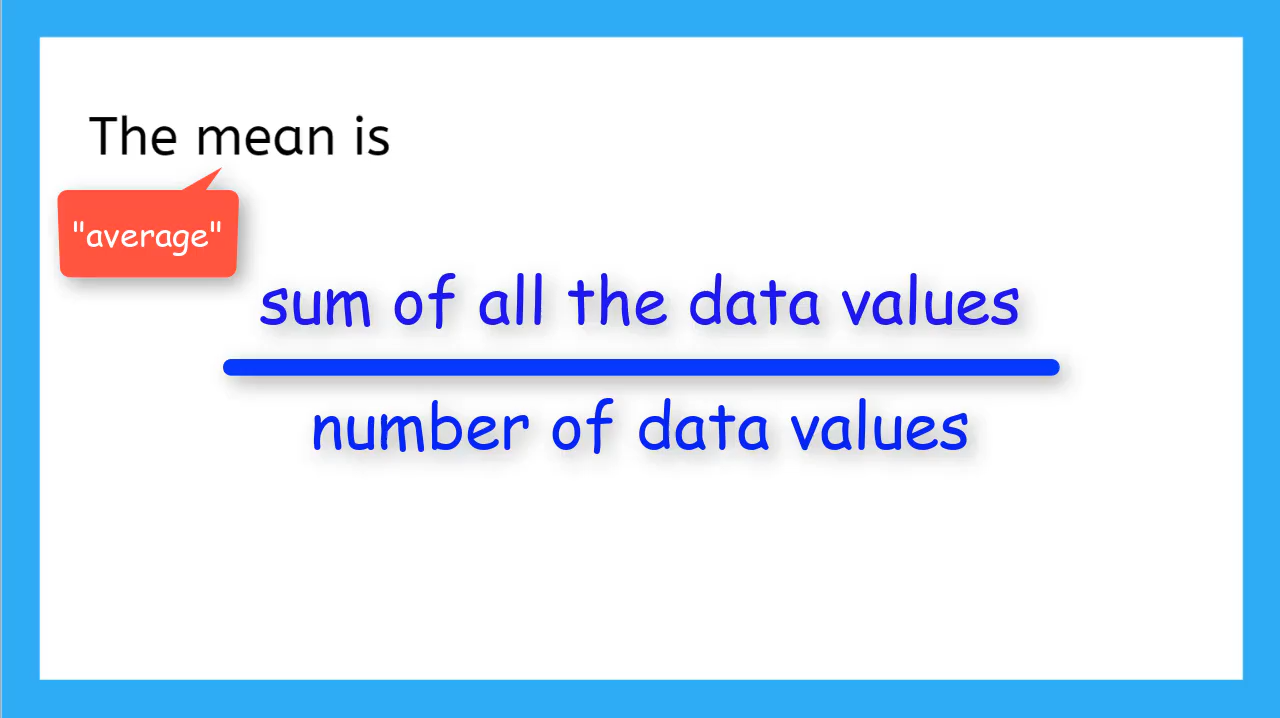 The mean is
"average"
sum of all the data values
number of data values